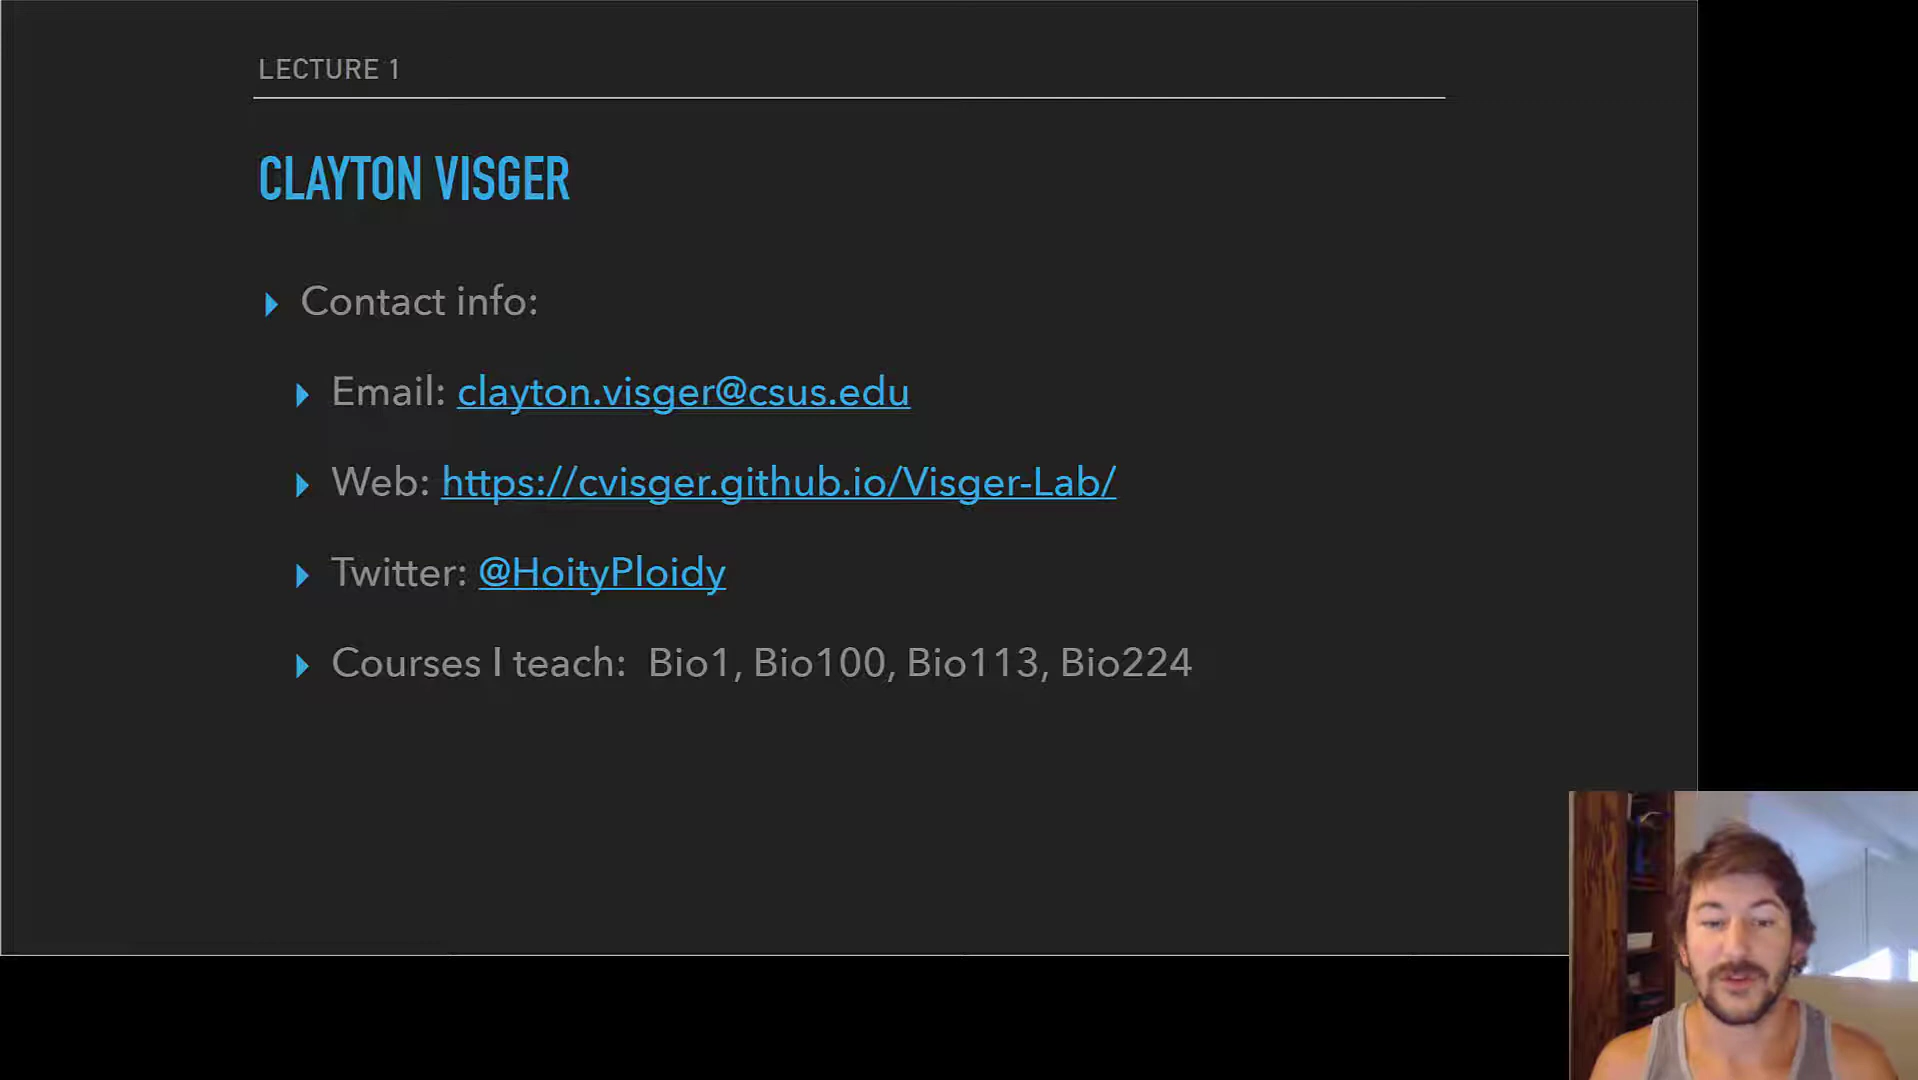 LECTURE 1
CLAYTON VISGER
Contact info:
Email: clayton.visger@csus.edu
Web: https://cvisger.github.io/Visger-Lab/
Twitter: @HoityPloidy
Courses I teach:  Bio1, Bio100, Bio113, Bio224